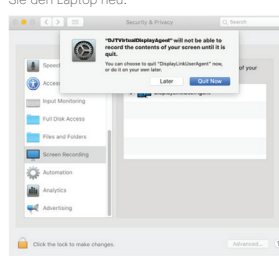 Sie den Laptop neu.
Security & Privacy
Search
"DJTVirtualDisplayAgent" will not be able to
record the contents of your screen until it is
quit.
You can choose to quit "DisplayLinkUserAgent" now,
or do it on your own later.
Later
Quit Now
of your
Speech
Access
Input Monitoring
Full Disk Access
Files and Folders
Screen Recording
Automation
Analytics
Advertising
Click the lock to make changes.
Advanced...